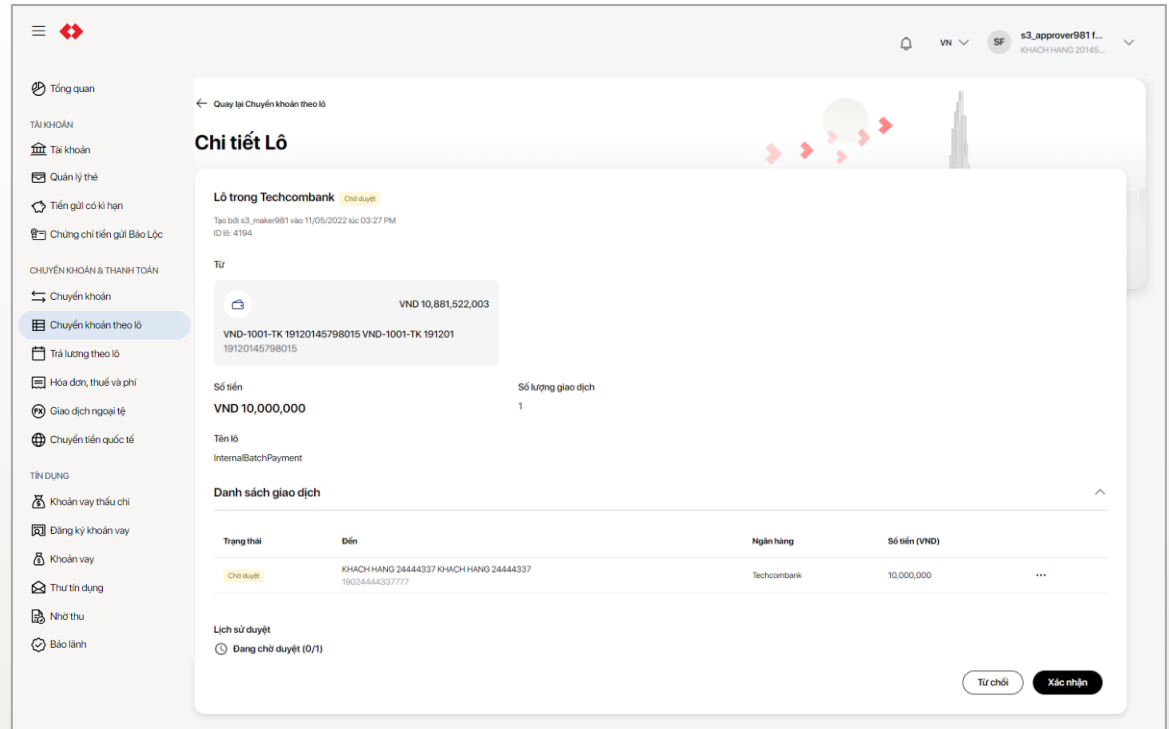 VN
SF
s3_approver981 f...
KHACH HANG 20145...
Tổng quan
TÀI KHOẢN
Tài khoản
Quản lý thẻ
Tiền gửi có kì hạn
Chứng chỉ tiền gửi Bảo Lộc
CHUYỂN KHOẢN & THANH TOÁN
Chuyển khoản
Chuyển khoản theo lô
Trả lương theo lô
Hóa đơn, thuế và phí
FX Giao dịch ngoại tệ
Chuyển tiền quốc tế
TÍN DỤNG
Khoản vay thấu chi
Đăng ký khoản vay
Khoản vay
Thư tín dụng
Nhờ thu
Bảo lãnh
Quay lại Chuyển khoản theo lô
Chi tiết Lô
Lô trong Techcombank Chờ duyệt
Tạo bởi s3_maker981 vào 11/05/2022 lúc 03:27 PM
ID lô: 4194
Từ
VND 10,881,522,003
VND-1001-TK 19120145798015 VND-1001-TK 191201
19120145798015
Số tiền Số lượng giao dịch
VND 10,000,000 1
Tên lô
InternalBatchPayment
Danh sách giao dịch
Trạng thái Đến Ngân hàng Số tiền (VND)
Chờ duyệt KHACH HANG 24444337 KHACH HANG 24444337 Techcombank 10,000,000 ...
19024444337777
Lịch sử duyệt
Đang chờ duyệt (0/1)
Từ chối Xác nhận